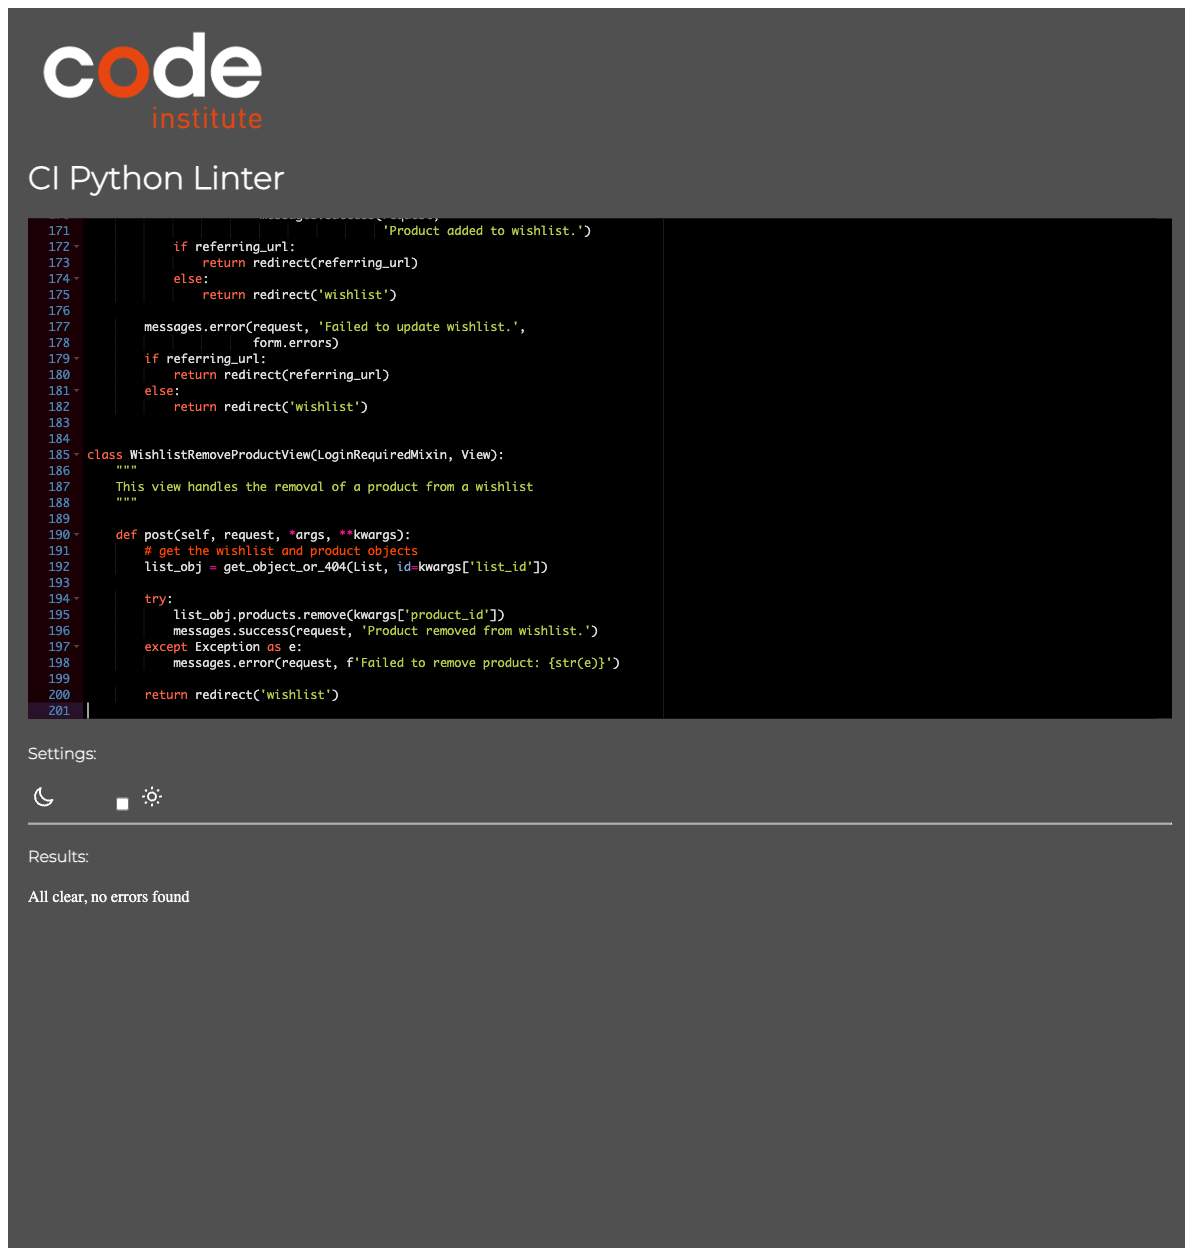 code
institute
CI Python Linter
171 'Product added to wishlist.')
172 if referring_url:
173 return redirect(referring_url)
174 else:
175 return redirect('wishlist')
176
177 messages.error(request, 'Failed to update wishlist.',
178 form.errors)
179 if referring_url:
180 return redirect(referring_url)
181 else:
182 return redirect('wishlist')
183
184
185 class WishlistRemoveProductView(LoginRequiredMixin, View):
186 """
187 This view handles the removal of a product from a wishlist
188 """
189
190 def post(self, request, *args, **kwargs):
191 # get the wishlist and product objects
192 list_obj = get_object_or_404(List, id=kwargs['list_id'])
193
194 try:
195 list_obj.products.remove(kwargs['product_id'])
196 messages.success(request, 'Product removed from wishlist.')
197 except Exception as e:
198 messages.error(request, f'Failed to remove product: {str(e)}')
199
200 return redirect('wishlist')
201
Settings:
Results:
All clear, no errors found